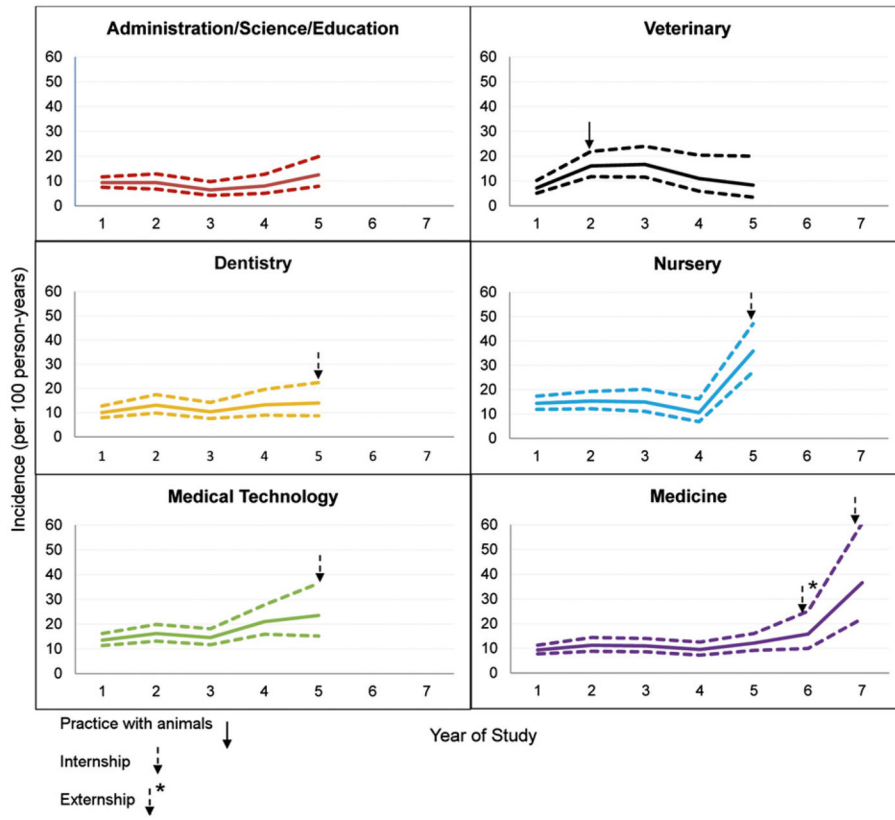 Administration/Science/Education
60
50
40
30
20
10
0
1 2 3 4 5 6 7
Veterinary
60
50
40
30
20
10
0
1 2 3 4 5 6 7
Dentistry
60
50
40
30
20
10
0
1 2 3 4 5 6 7
Nursery
60
50
40
30
20
10
0
1 2 3 4 5 6 7
Medical Technology
60
50
40
30
20
10
0
1 2 3 4 5 6 7
Medicine
60
50
40
30
20
10
0
*
1 2 3 4 5 6 7
Incidence (per 100 person-years)
Year of Study
Practice with animals
Internship
Externship *